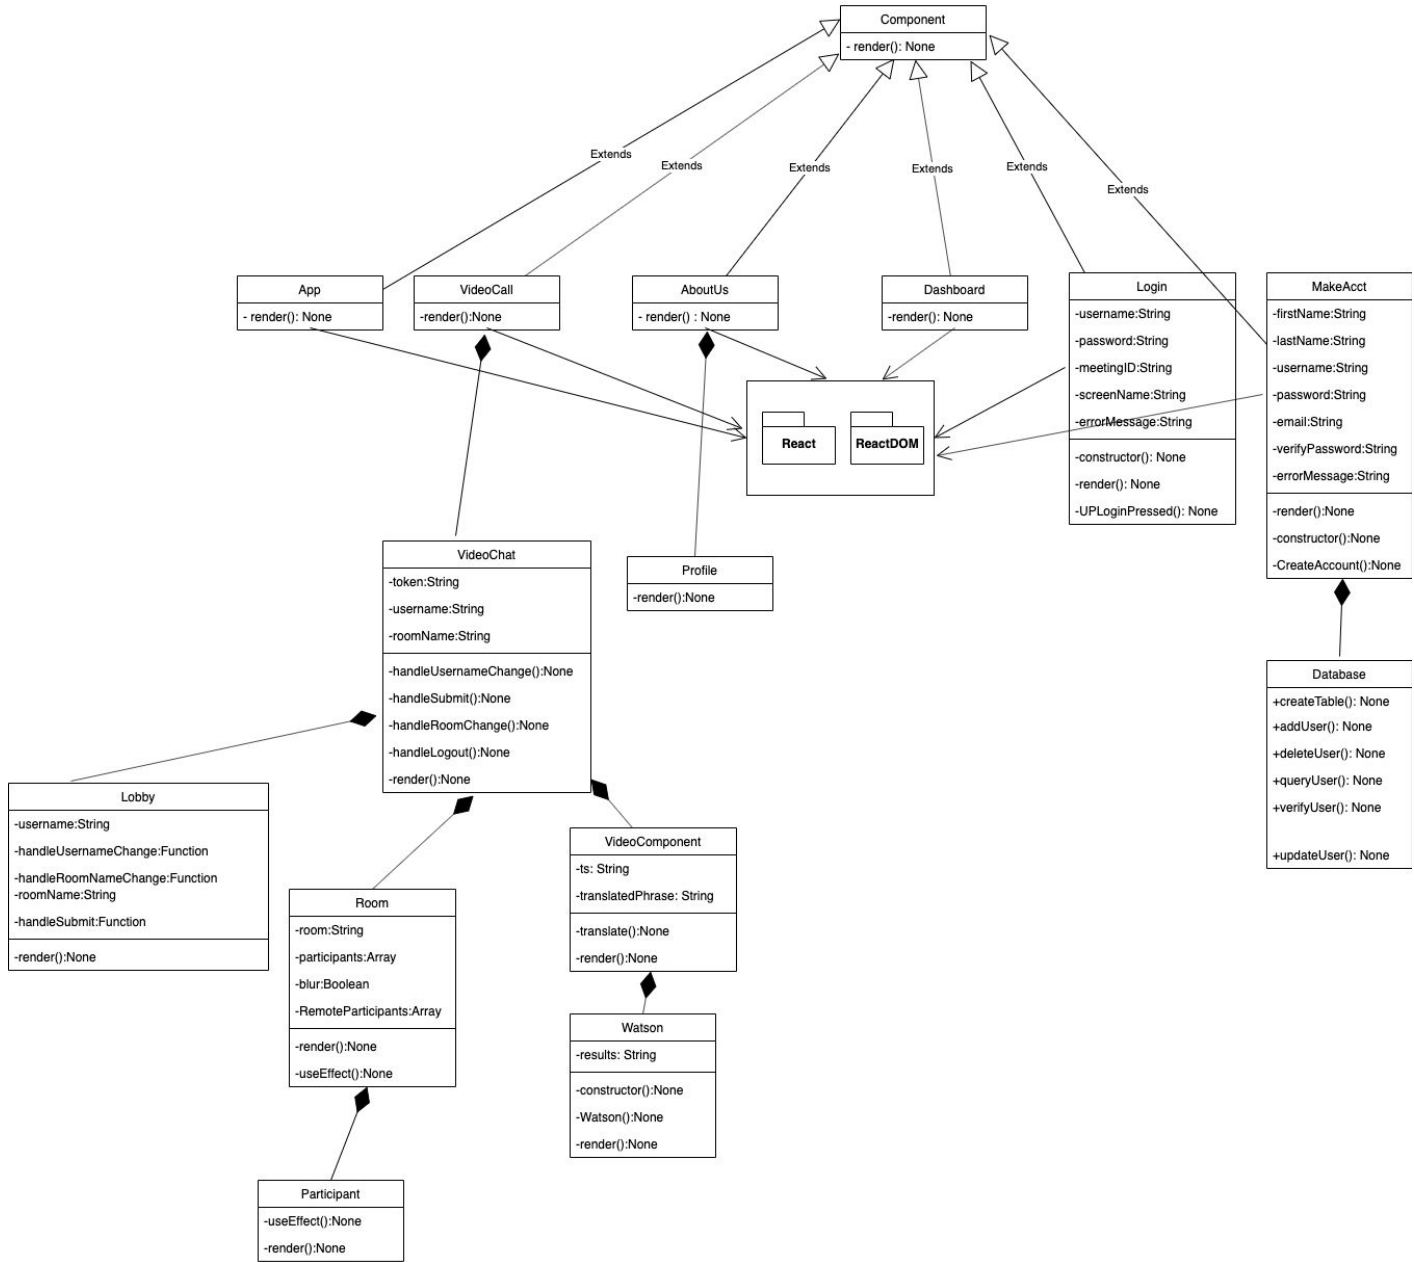 Component
- render(): None
Extends
Extends
Extends
Extends
Extends
Extends
App
- render(): None
VideoCall
-render():None
AboutUs
- render() : None
Dashboard
-render(): None
Login
-username:String
-password:String
-meetingID:String
-screenName:String
-errorMessage:String
-constructor(): None
-render(): None
-UPLoginPressed(): None
MakeAcct
-firstName:String
-lastName:String
-username:String
-password:String
-email:String
-verifyPassword:String
-errorMessage:String
-render():None
-constructor():None
-CreateAccount():None
React
ReactDOM
VideoChat
-token:String
-username:String
-roomName:String
-handleUsernameChange():None
-handleSubmit():None
-handleRoomChange():None
-handleLogout():None
-render():None
Profile
-render():None
Database
+createTable(): None
+addUser(): None
+deleteUser(): None
+queryUser(): None
+verifyUser(): None
+updateUser(): None
Lobby
-username:String
-handleUsernameChange:Function
-handleRoomNameChange:Function
-roomName:String
-handleSubmit:Function
-render():None
Room
-room:String
-participants:Array
-blur:Boolean
-RemoteParticipants:Array
-render():None
-useEffect():None
VideoComponent
-ts: String
-translatedPhrase: String
-translate():None
-render():None
Watson
-results: String
-constructor():None
-Watson():None
-render():None
Participant
-useEffect():None
-render():None